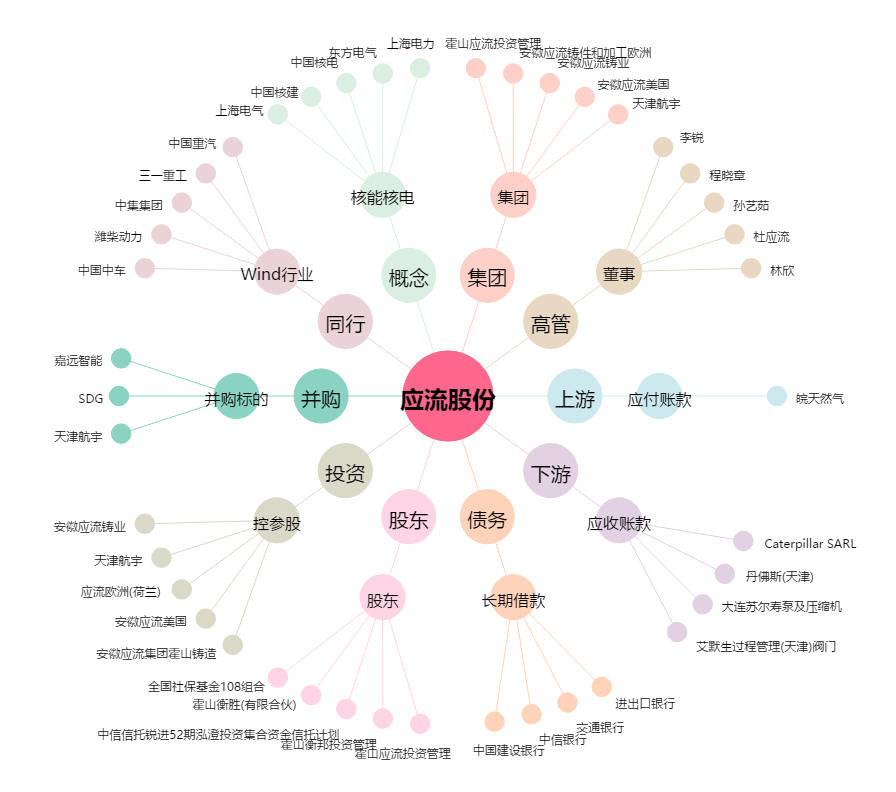 上海电力
霍山应流投资管理
东方电气
安徽应流铸件和加工欧洲
中国核电
安徽应流铸业
中国核建
安徽应流美国
上海电气
天津航宇
中国重汽
李锐
三一重工
程晓章
核能核电
集团
中集集团
孙艺茹
潍柴动力
杜应流
中国中车
Wind行业
概念
集团
董事
林欣
同行
高管
嘉远智能
SDG
并购标的
并购
应流股份
上游
应付账款
皖天然气
天津航宇
投资
下游
安徽应流铸业
控参股
股东
债务
应收账款
Caterpillar SARL
天津航宇
丹佛斯(天津)
应流欧洲(荷兰)
股东
长期借款
大连苏尔寿泵及压缩机
安徽应流美国
艾默生过程管理(天津)阀门
安徽应流集团霍山铸造
全国社保基金108组合
霍山衡胜(有限合伙)
进出口银行
中信信托锐进52期泓澄投资集合资金信托计划
交通银行
霍山衡邦投资管理
中信银行
霍山应流投资管理
中国建设银行